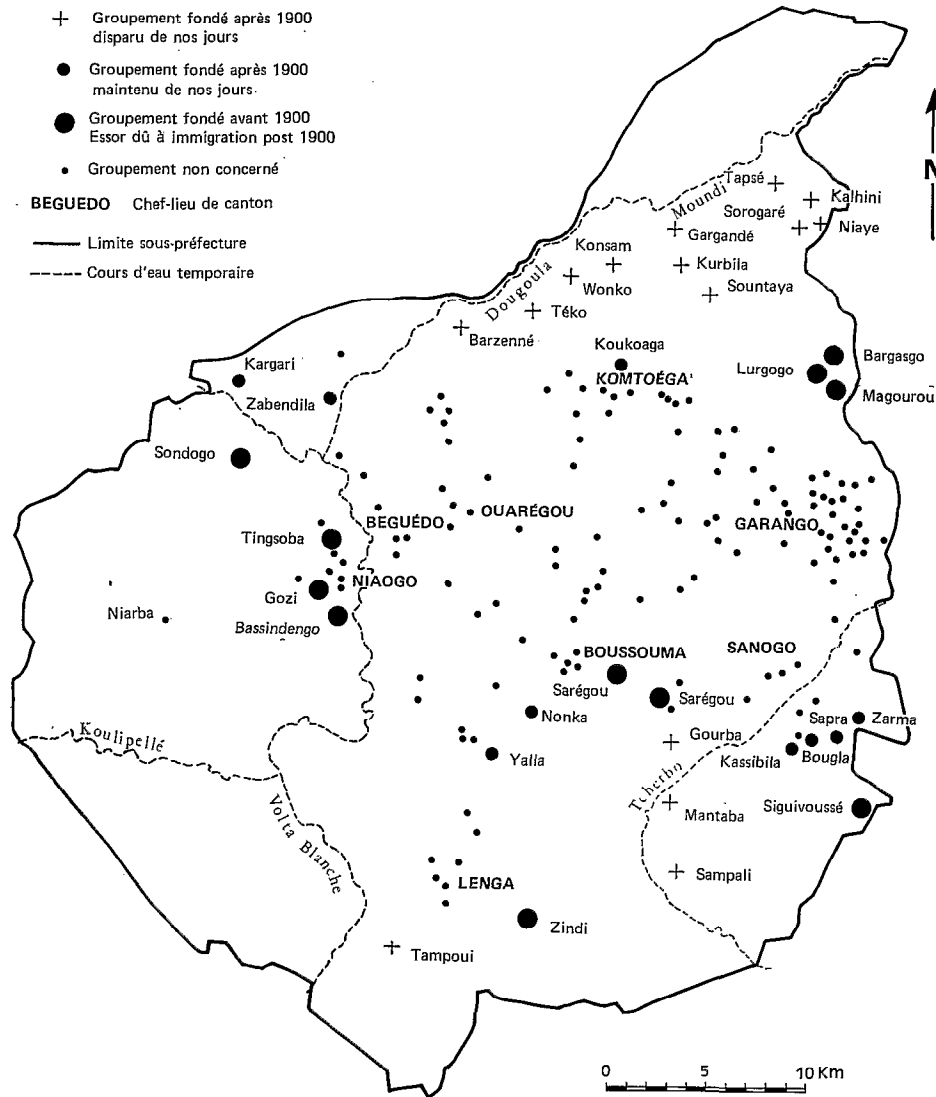 Groupement fondé après 1900
disparu de nos jours
Groupement fondé après 1900
maintenu de nos jours
Groupement fondé avant 1900
Essor dû à immigration post 1900
Groupement non concerné
BEGUEDO Chef-lieu de canton
Limite sous-préfecture
Cours d'eau temporaire
N
Tapsé
Kalhini
Moundi
Sorogaré
Niaye
Gargandé
Konsam
Kurbila
Dougoula
Wonko
Sountaya
Téko
Barzenné
Koukoaga
Bargasgo
Kargari
Lurgogo
KOMTOÉGA
Zabendila
Magourou
Sondogo
OUARÉGOU
BEGUÉDO
GARANGO
Tingsoba
NIAOGO
Gozi
Niarba
Bassindengo
BOUSSOUMA
SANOGO
Sarégou
Sarégou
Nonka
Sapra
Zarma
Gourba
Koulipellé
Yalla
Kassibila
Bougla
Volta Blanche
Mantaba
Siguivoussé
Sampali
LENGA
Zindi
Tampoui
0 5 10 Km